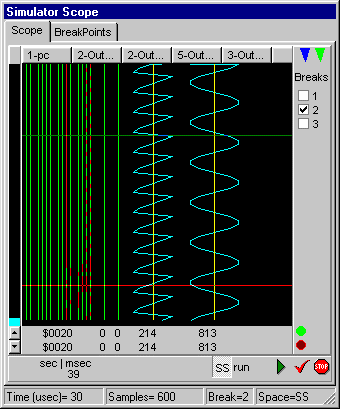 Simulator Scope
Scope BreakPoints
1-pc 2-Out... 2-Out... 5-Out... 3-Out...
Breaks
1
2
3
$0020 0 0 214 813
$0020 0 0 214 813
sec | msec
39
SS run
STOP
Time (usec)= 30 Samples= 600 Break=2 Space=SS